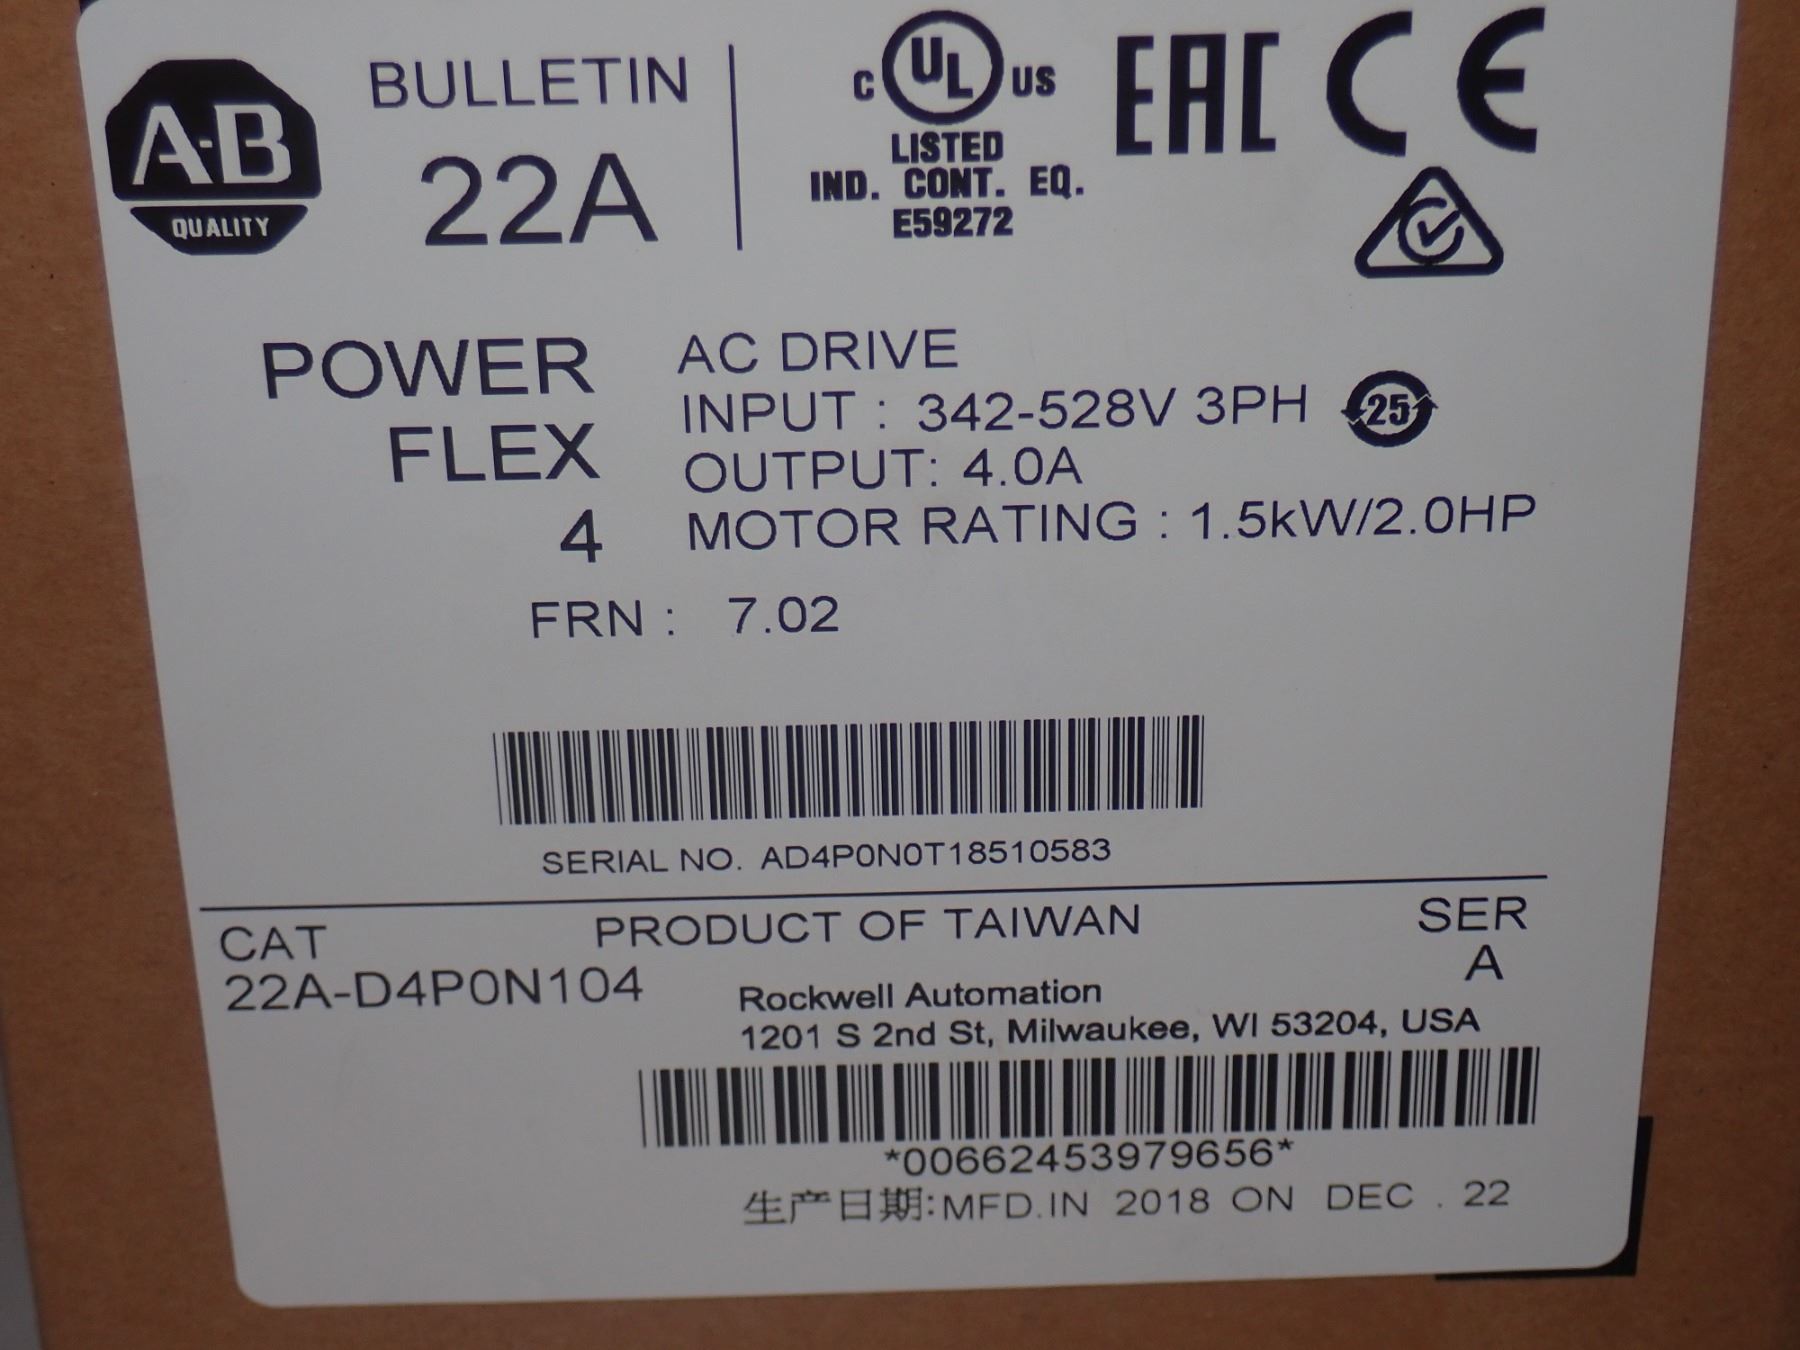 A-B
QUALITY
BULLETIN
22A
C UL US
LISTED
IND. CONT. EQ.
E59272
EAC CE
POWER
FLEX
4
AC DRIVE
INPUT : 342-528V 3PH
25
OUTPUT: 4.0A
MOTOR RATING : 1.5kW/2.0HP
FRN : 7.02
SERIAL NO. AD4P0N0T18510583
CAT
22A-D4P0N104
PRODUCT OF TAIWAN
SER
A
Rockwell Automation
1201 S 2nd St, Milwaukee, WI 53204, USA
*00662453979656*
生产日期:MFD.IN 2018 ON DEC . 22